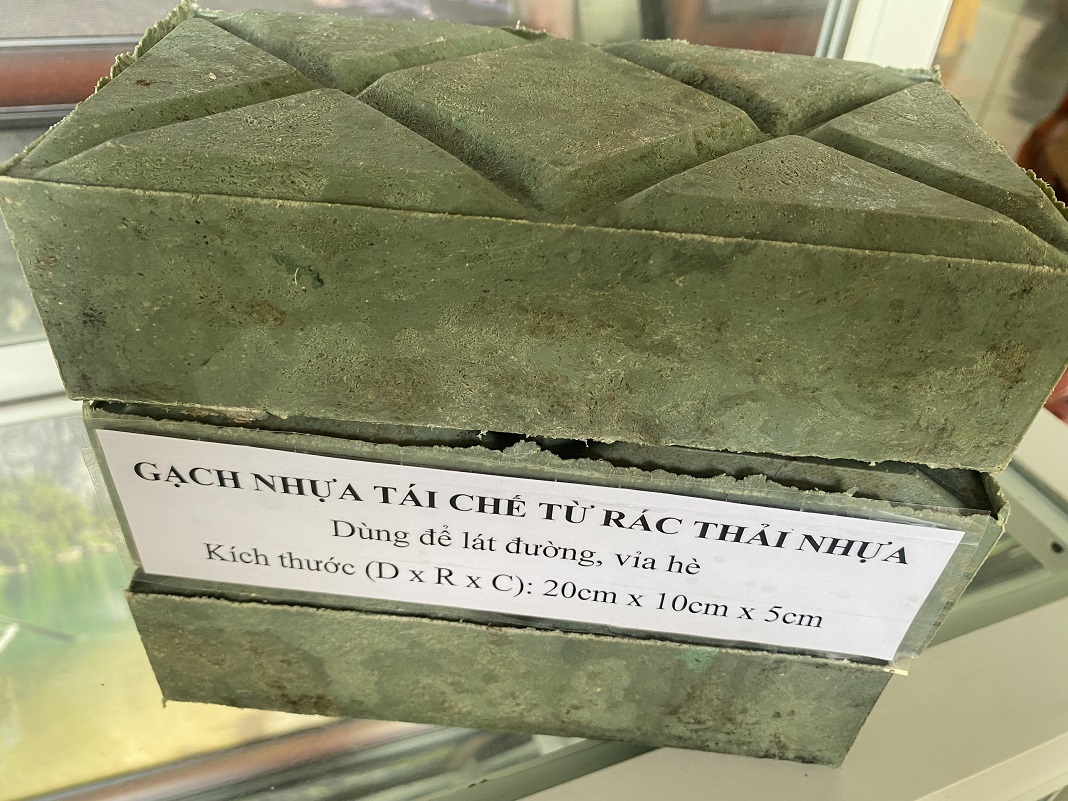 GẠCH NHỰA TÁI CHẾ TỪ RÁC THẢI NHỰA
Dùng để lát đường, vỉa hè
Kích thước (D x R x C): 20cm x 10cm x 5cm